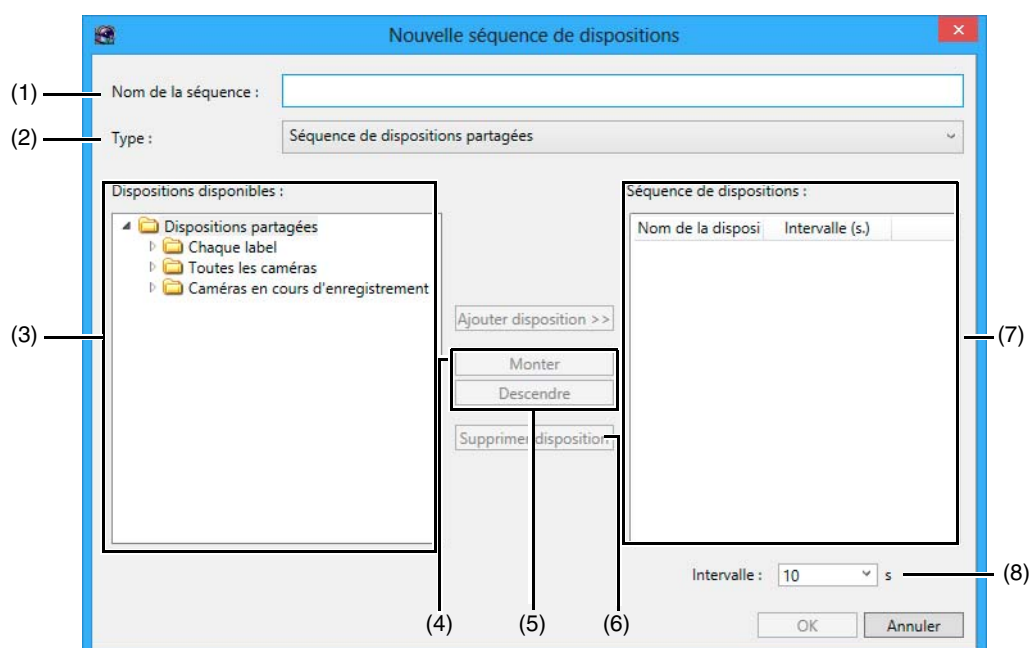 Nouvelle séquence de dispositions
(1)
Nom de la séquence :
(2)
Type :
Séquence de dispositions partagées
Dispositions disponibles :
Dispositions partagées
Chaque label
Toutes les caméras
Caméras en cours d'enregistrement
(3)
Ajouter disposition >>
Monter
Descendre
Supprimer disposition
Séquence de dispositions :
Nom de la disposi
Intervalle (s.)
(7)
Intervalle :
10
s
(8)
(4)
(5)
(6)
OK
Annuler